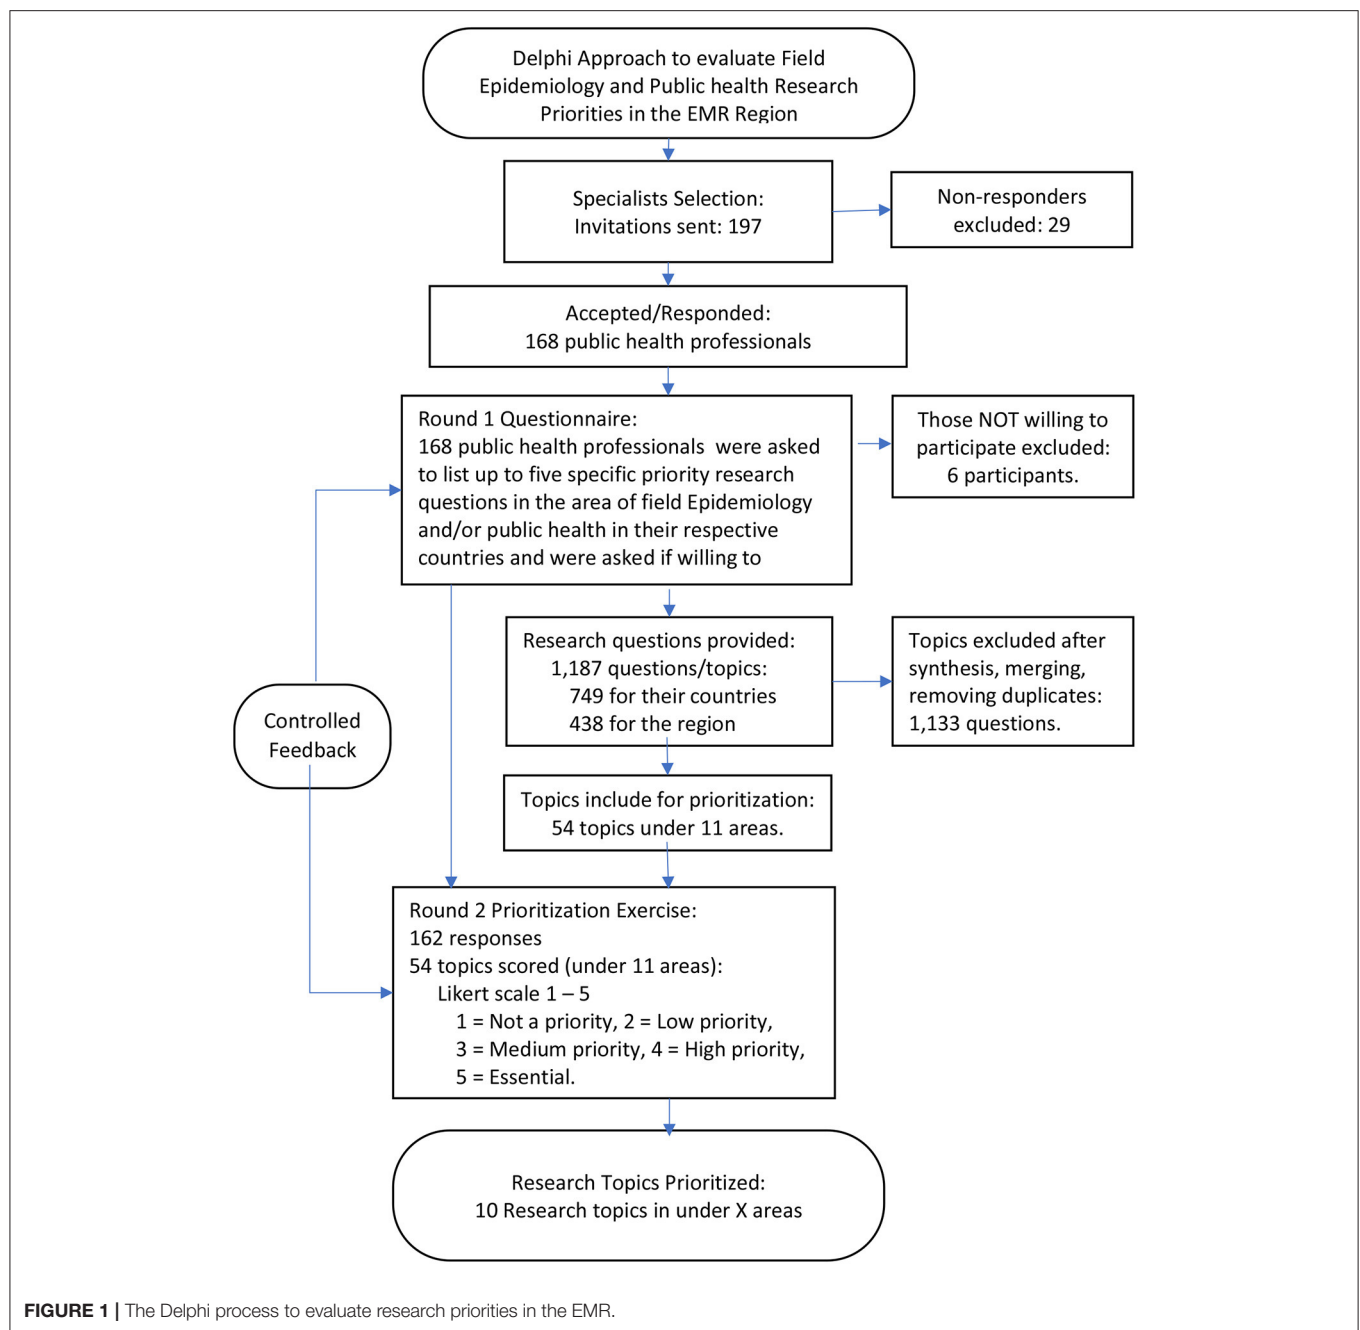 Delphi Approach to evaluate Field
Epidemiology and Public health Research
Priorities in the EMR Region
Specialists Selection:
Invitations sent: 197
Non-responders
excluded: 29
Accepted/Responded:
168 public health professionals
Round 1 Questionnaire:
168 public health professionals were asked
to list up to five specific priority research
questions in the area of field Epidemiology
and/or public health in their respective
countries and were asked if willing to
Those NOT willing to
participate excluded:
6 participants.
Research questions provided:
1,187 questions/topics:
749 for their countries
438 for the region
Topics excluded after
synthesis, merging,
removing duplicates:
1,133 questions.
Controlled
Feedback
Topics include for prioritization:
54 topics under 11 areas.
Round 2 Prioritization Exercise:
162 responses
54 topics scored (under 11 areas):
Likert scale 1 – 5
1 = Not a priority, 2 = Low priority,
3 = Medium priority, 4 = High priority,
5 = Essential.
Research Topics Prioritized:
10 Research topics in under X areas
FIGURE 1 | The Delphi process to evaluate research priorities in the EMR.